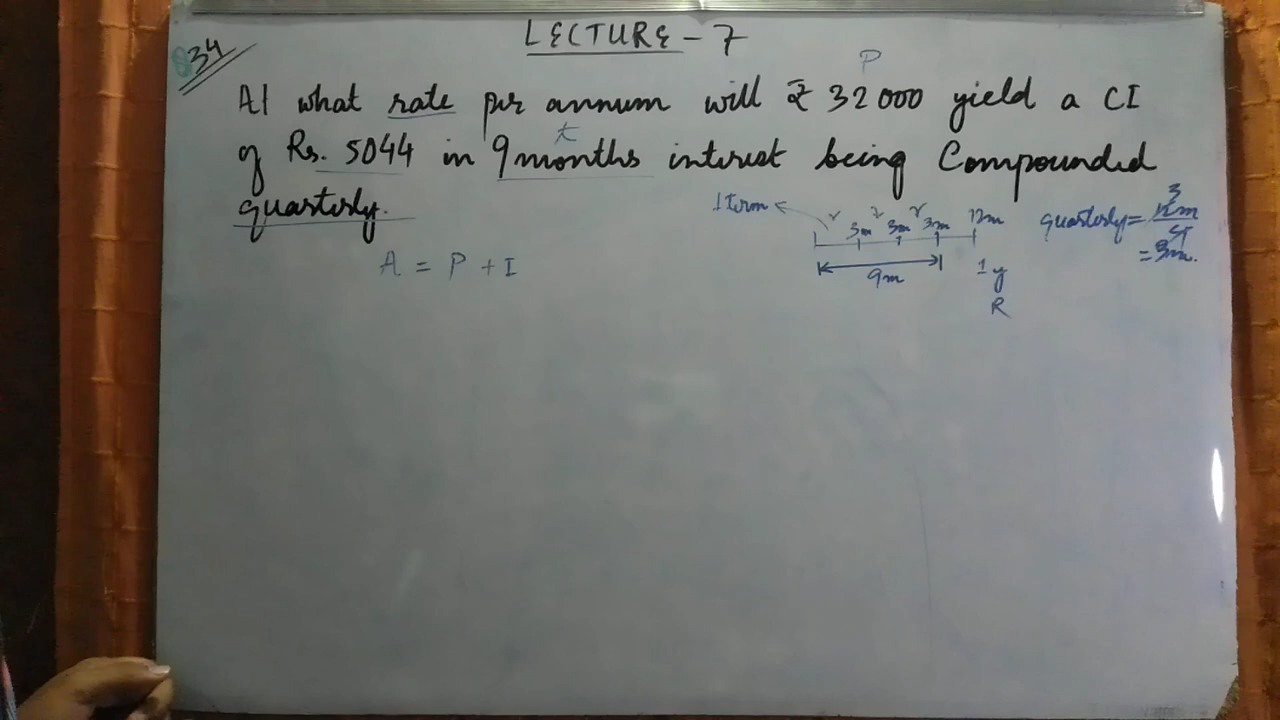 LECTURE - 7
34
P
At what rate per annum will ₹ 32000 yield a CI
t
of Rs. 5044 in 9 months interest being Compounded
quarterly.
1 Term
3m 3m 3m 12m
9m
1 y
R
quarterly = 12m/4 3
= 3m.
A = P + I